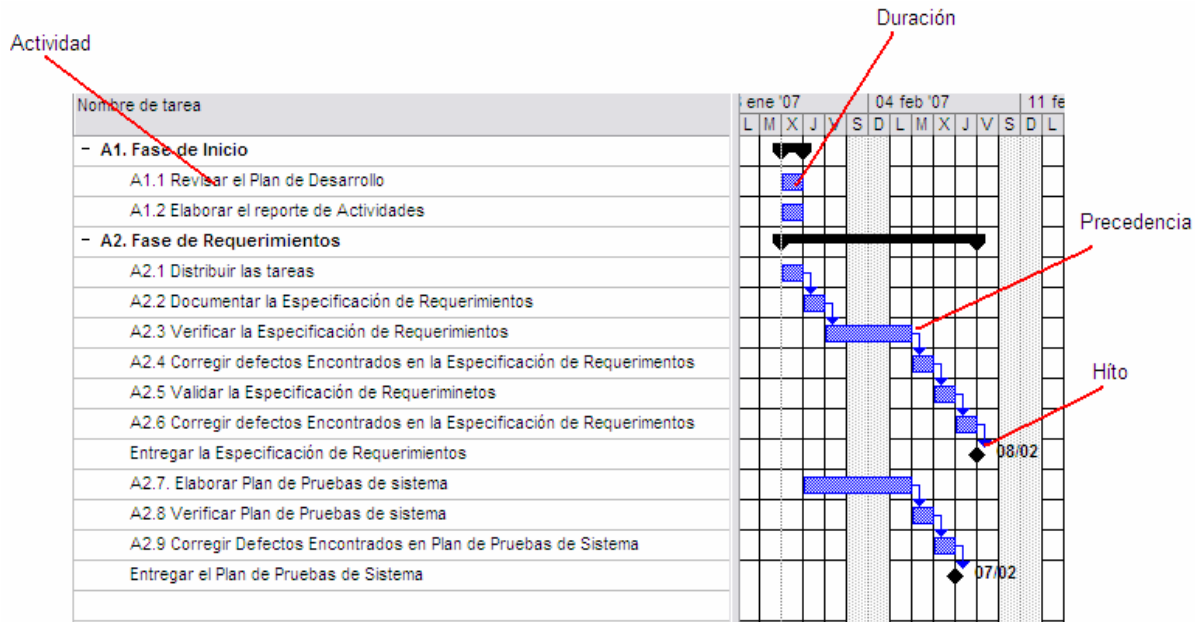 Duración
Actividad
Nombre de tarea
ene '07 04 feb '07 11 fe
L M X J V S D L M X J V S D L
- A1. Fase de Inicio
A1.1 Revisar el Plan de Desarrollo
A1.2 Elaborar el reporte de Actividades
Precedencia
- A2. Fase de Requerimientos
A2.1 Distribuir las tareas
A2.2 Documentar la Especificación de Requerimientos
A2.3 Verificar la Especificación de Requerimientos
A2.4 Corregir defectos Encontrados en la Especificación de Requerimentos
Híto
A2.5 Validar la Especificación de Requeriminetos
A2.6 Corregir defectos Encontrados en la Especificación de Requerimentos
Entregar la Especificación de Requerimientos 08/02
A2.7. Elaborar Plan de Pruebas de sistema
A2.8 Verificar Plan de Pruebas de sistema
A2.9 Corregir Defectos Encontrados en Plan de Pruebas de Sistema
Entregar el Plan de Pruebas de Sistema 07/02